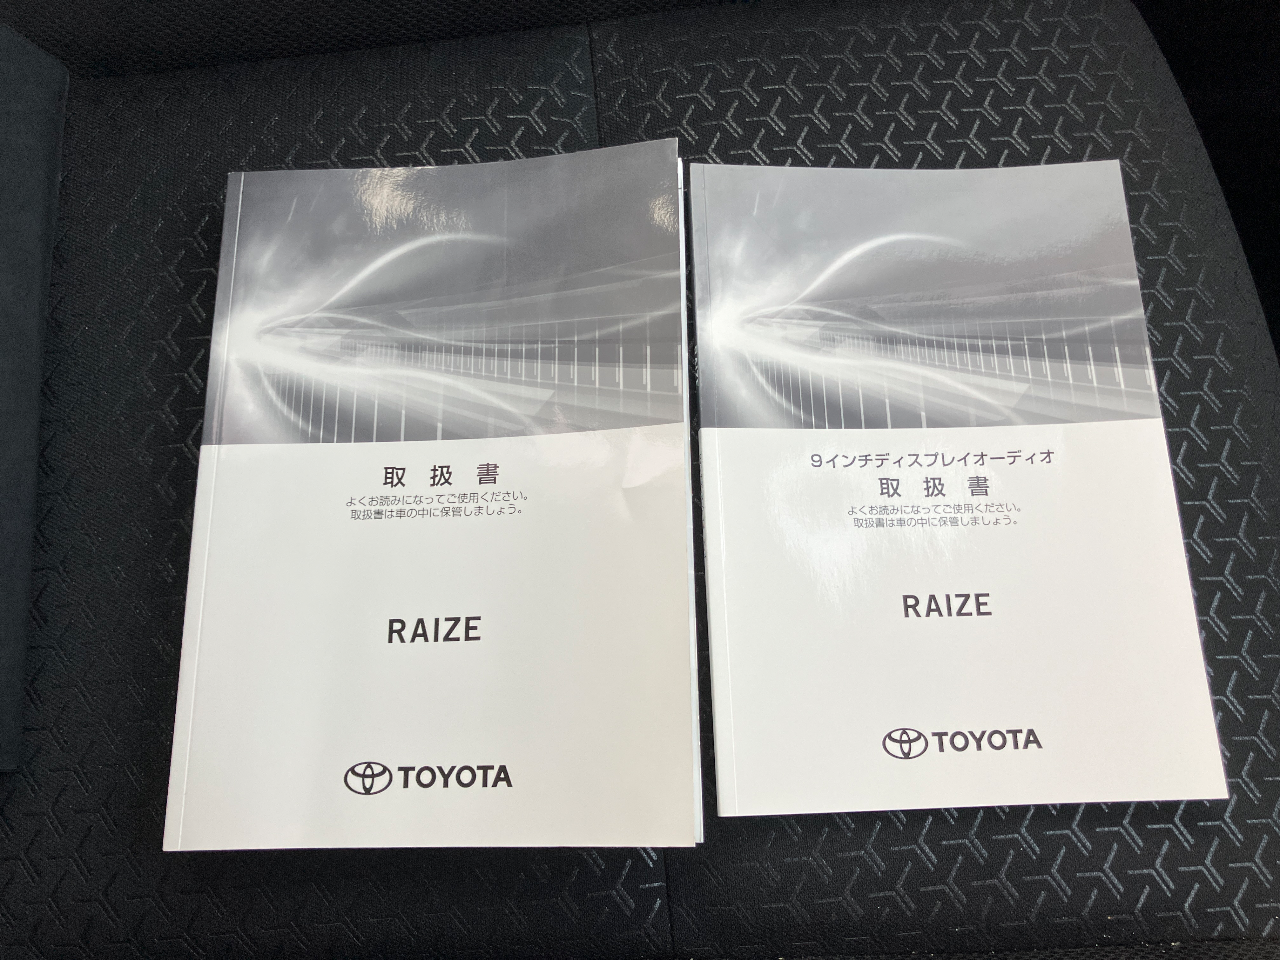 取扱書
よくお読みになってご使用ください。
取扱書は車の中に保管しましょう。
RAIZE
TOYOTA
9インチディスプレイオーディオ
取扱書
よくお読みになってご使用ください。
取扱書は車の中に保管しましょう。
RAIZE
TOYOTA